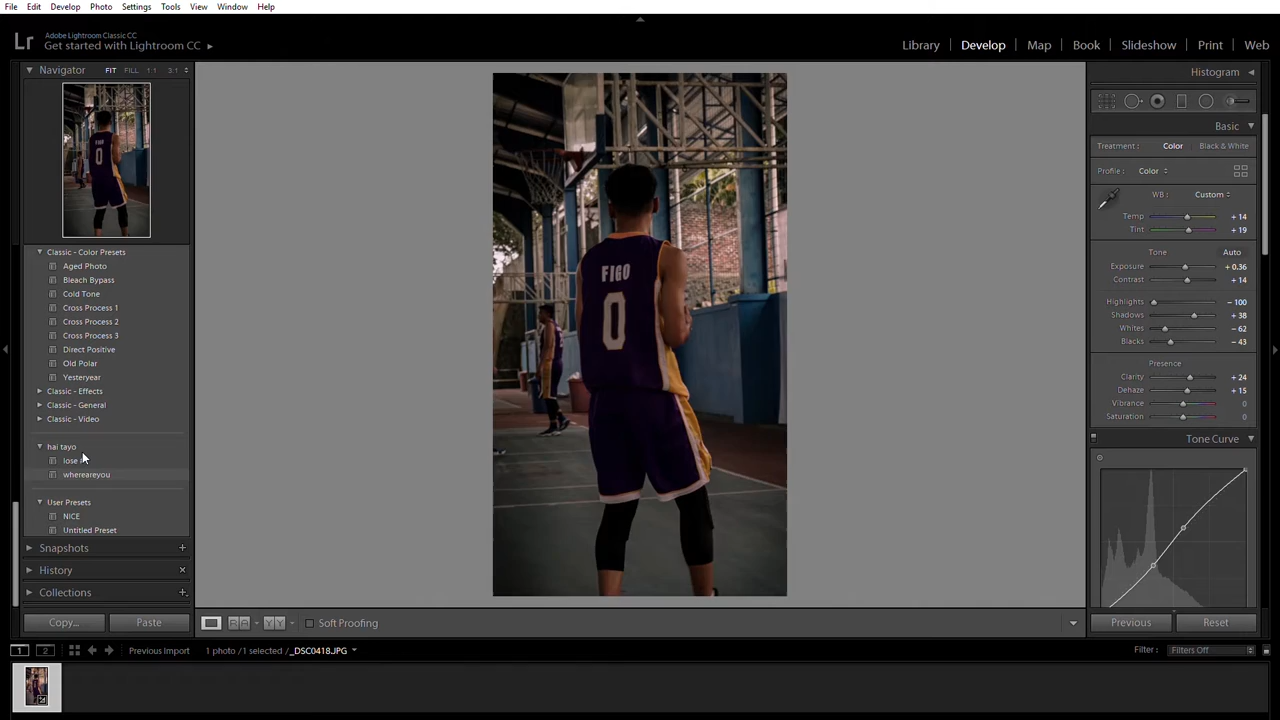 File Edit Develop Photo Settings Tools View Window Help
Lr
Adobe Lightroom Classic CC
Get started with Lightroom CC
Library Develop Map Book Slideshow Print Web
Navigator FIT FILL 1:1 3:1
Classic - Color Presets
Aged Photo
Bleach Bypass
Cold Tone
Cross Process 1
Cross Process 2
Cross Process 3
Direct Positive
Old Polar
Yesteryear
Classic - Effects
Classic - General
Classic - Video
hai tayo
lose
whereareyou
User Presets
NICE
Untitled Preset
Snapshots
History
Collections
Copy... Paste
FIGO
0
Soft Proofing
Histogram
Basic
Treatment : Color Black & White
Profile : Color
WB : Custom
Temp + 14
Tint + 19
Tone Auto
Exposure + 0.36
Contrast + 14
Highlights − 100
Shadows + 38
Whites − 62
Blacks − 43
Presence
Clarity + 24
Dehaze + 15
Vibrance 0
Saturation 0
Tone Curve
Previous Reset
1 2 Previous Import 1 photo / 1 selected / _DSC0418.JPG Filter : Filters Off